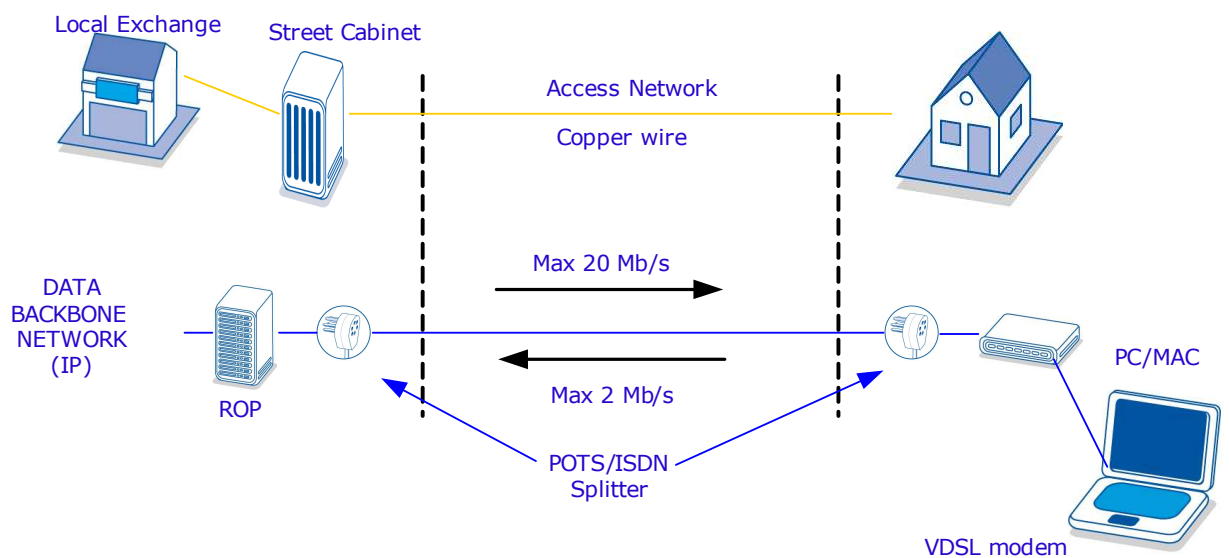 Local Exchange
Street Cabinet
Access Network
Copper wire
Max 20 Mb/s
DATA
BACKBONE
NETWORK
(IP)
ROP
Max 2 Mb/s
PC/MAC
POTS/ISDN
Splitter
VDSL modem